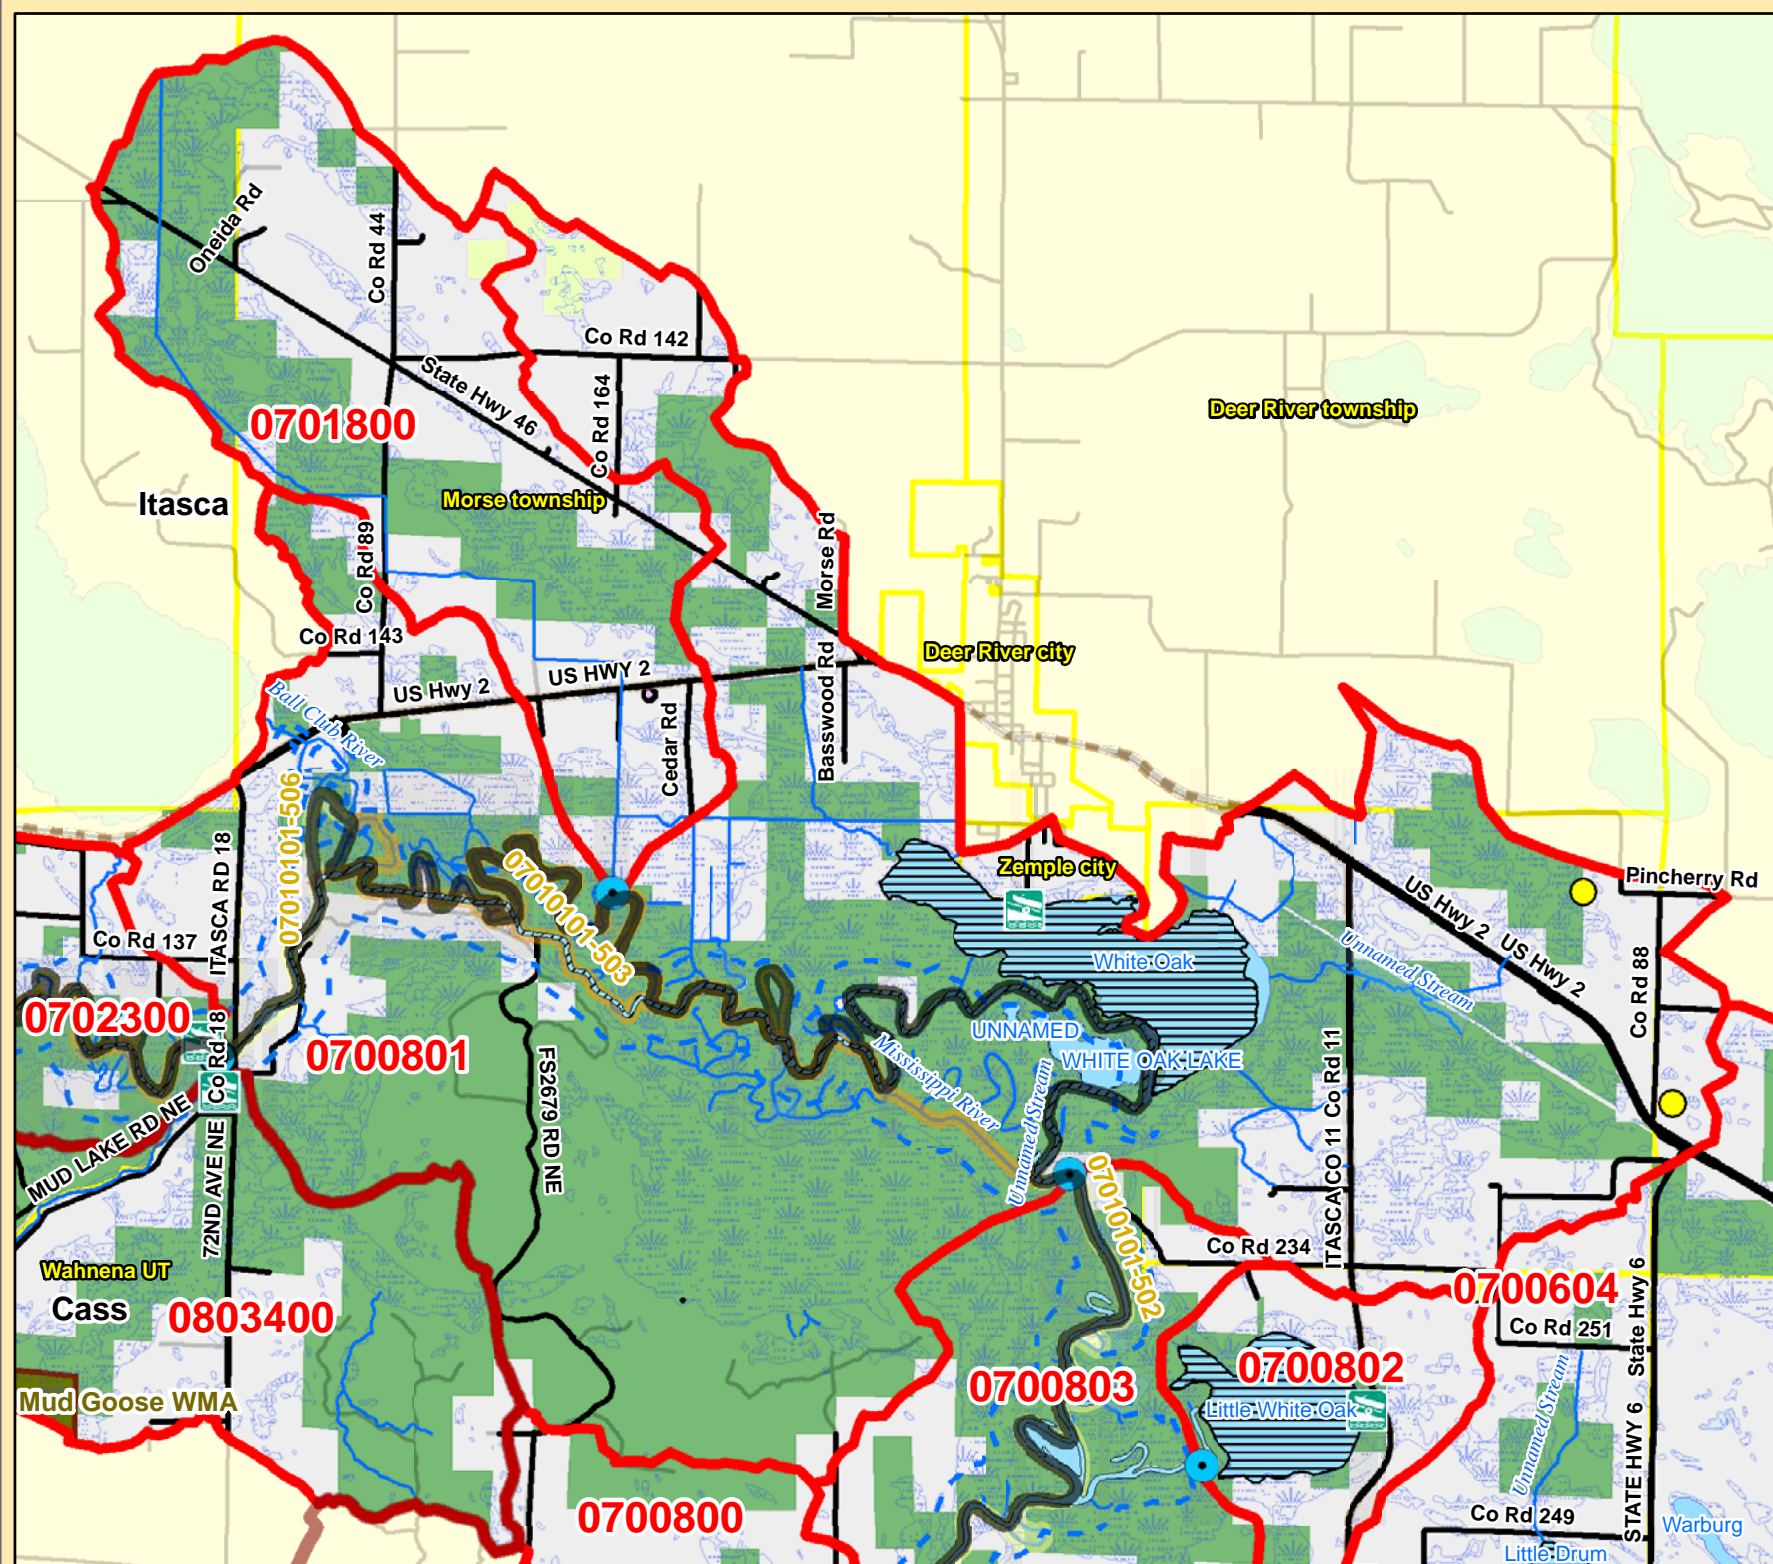 Oneida Rd
Co Rd 44
Co Rd 142
State Hwy 46
Co Rd 164
Deer River township
0701800
Itasca
Morse township
Co Rd 89
Morse Rd
Co Rd 143
Deer River city
Basswood Rd
US HWY 2
US Hwy 2
Ball Club River
Cedar Rd
07010101-506
ITASCA RD 18
07010101-503
Zemple city
Pincherry Rd
US Hwy 2
US Hwy 2
Co Rd 137
White Oak
Unnamed Stream
Co Rd 88
0702300
Co Rd 18
0700801
UNNAMED
WHITE OAK LAKE
Mississippi River
Unnamed Stream
FS2679 RD NE
ITASCA CO 11
Co Rd 11
MUD LAKE RD NE
72ND AVE NE
07010101-502
Co Rd 234
Wahnena UT
Cass
0803400
0700604
Co Rd 251
State Hwy 6
0700803
0700802
Little White Oak
Mud Goose WMA
Unnamed Stream
STATE HWY 6
0700800
Co Rd 249
Warburg
Little Drum